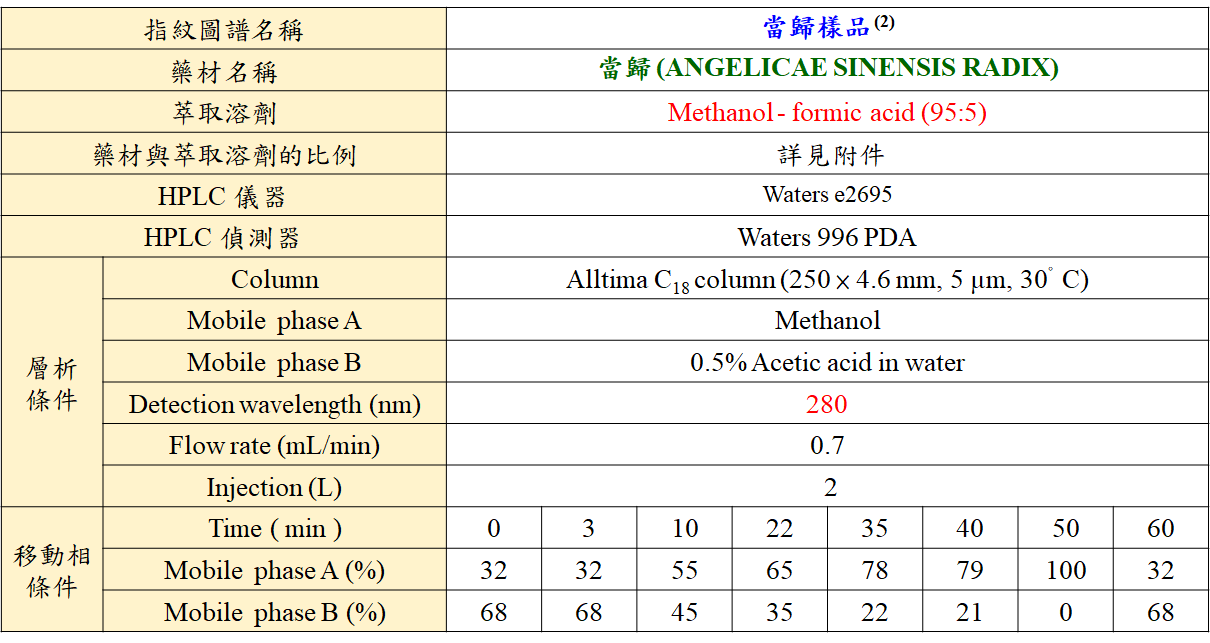 指紋圖譜名稱 當歸樣品(2)
藥材名稱 當歸 (ANGELICAE SINENSIS RADIX)
萃取溶劑 Methanol - formic acid (95:5)
藥材與萃取溶劑的比例 詳見附件
HPLC 儀器 Waters e2695
HPLC 偵測器 Waters 996 PDA
層析條件
Column Alltima C18 column (250 × 4.6 mm, 5 µm, 30° C)
Mobile phase A Methanol
Mobile phase B 0.5% Acetic acid in water
Detection wavelength (nm) 280
Flow rate (mL/min) 0.7
Injection (L) 2
移動相條件
Time ( min ) 0 3 10 22 35 40 50 60
Mobile phase A (%) 32 32 55 65 78 79 100 32
Mobile phase B (%) 68 68 45 35 22 21 0 68